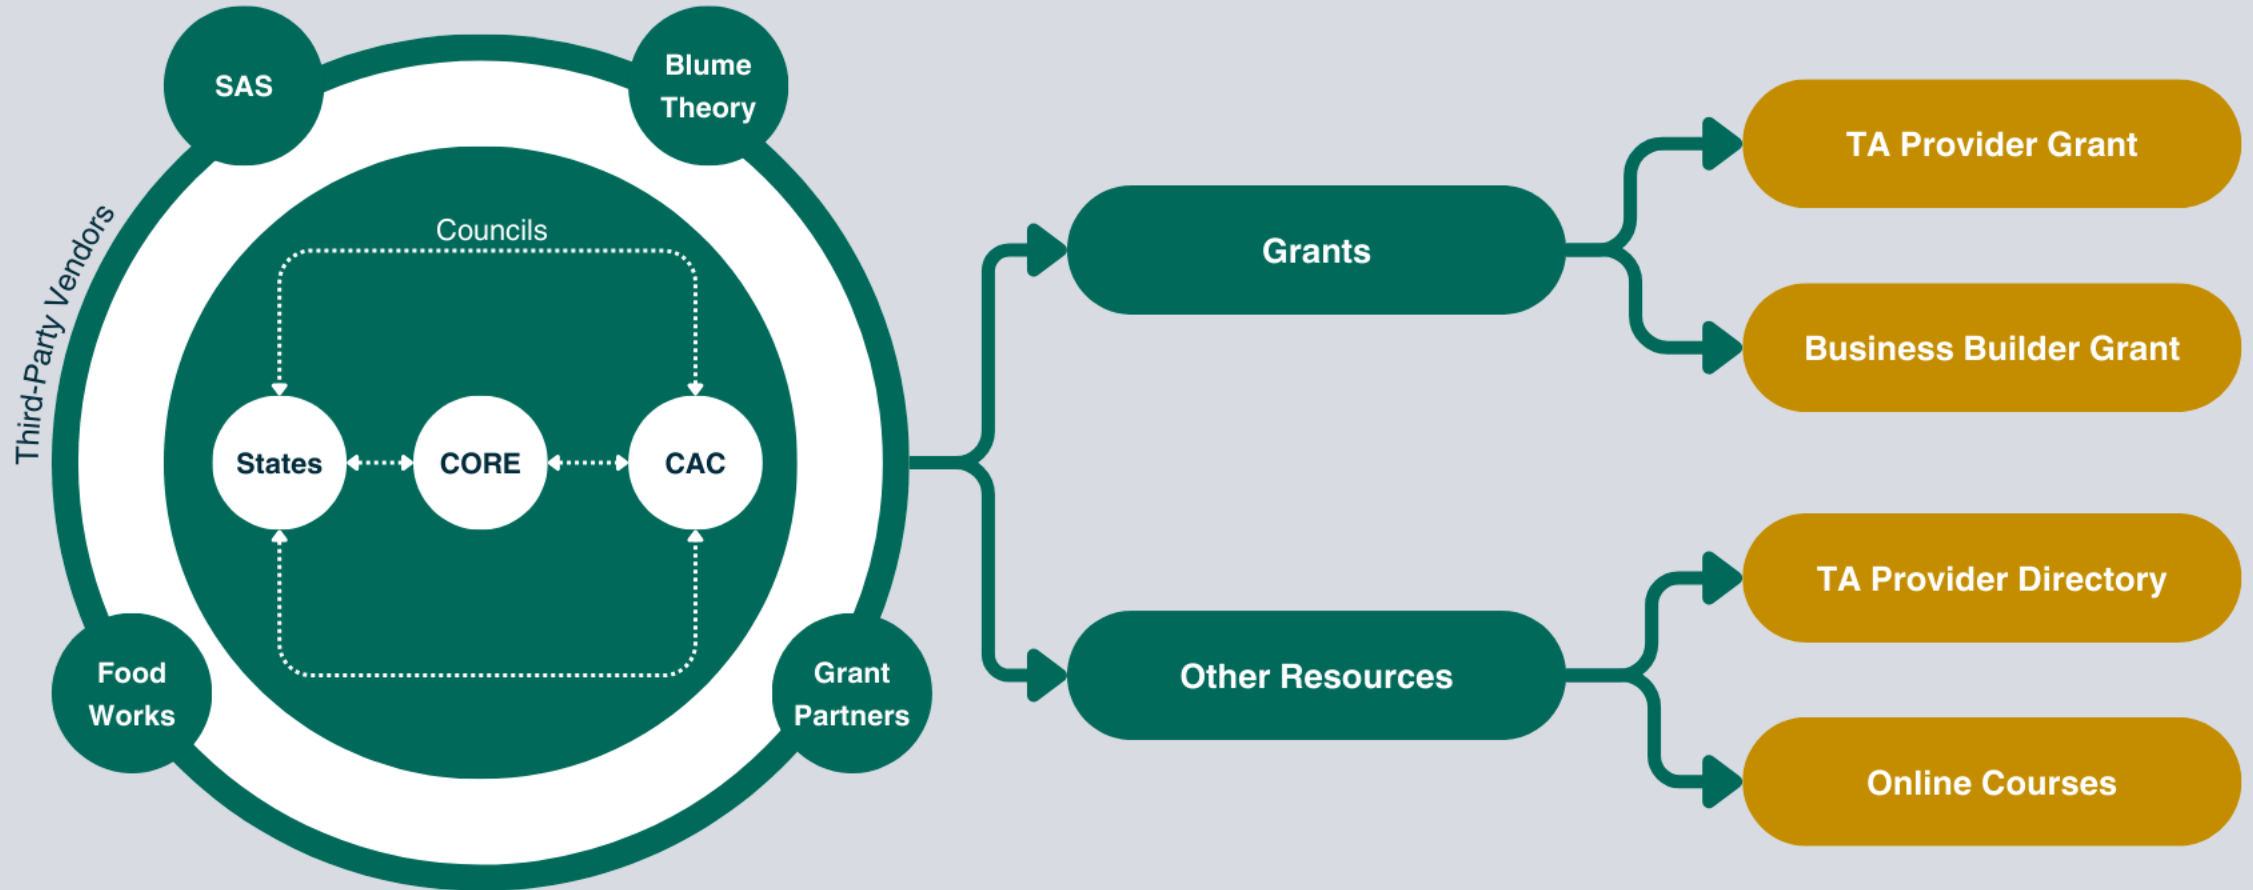 SAS
Blume
Theory
Third-Party Vendors
Councils
States
CORE
CAC
Food
Works
Grant
Partners
Grants
Other Resources
TA Provider Grant
Business Builder Grant
TA Provider Directory
Online Courses